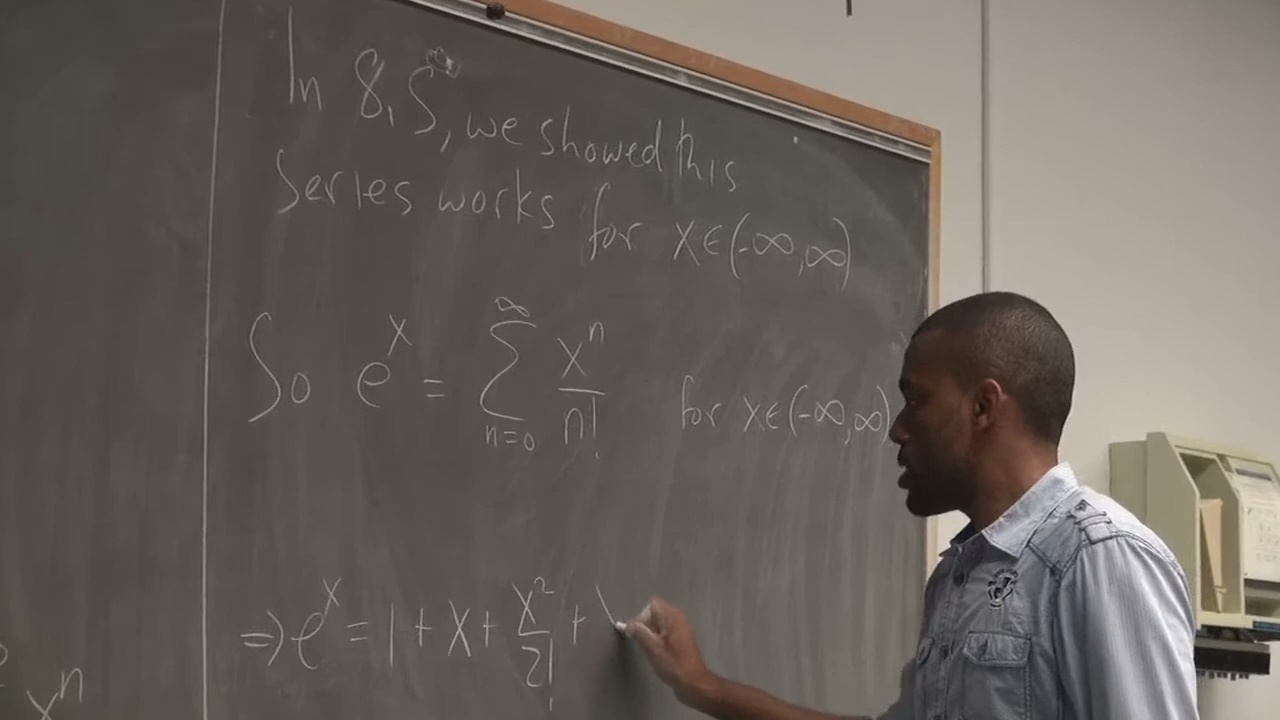 In 8.5, we showed this
series works for x∈(-∞,∞)
So e^x = ∑_{n=0}^{∞} x^n/n! for x∈(-∞,∞)
⇒ e^x = 1 + x + x^2/2! +
x^n